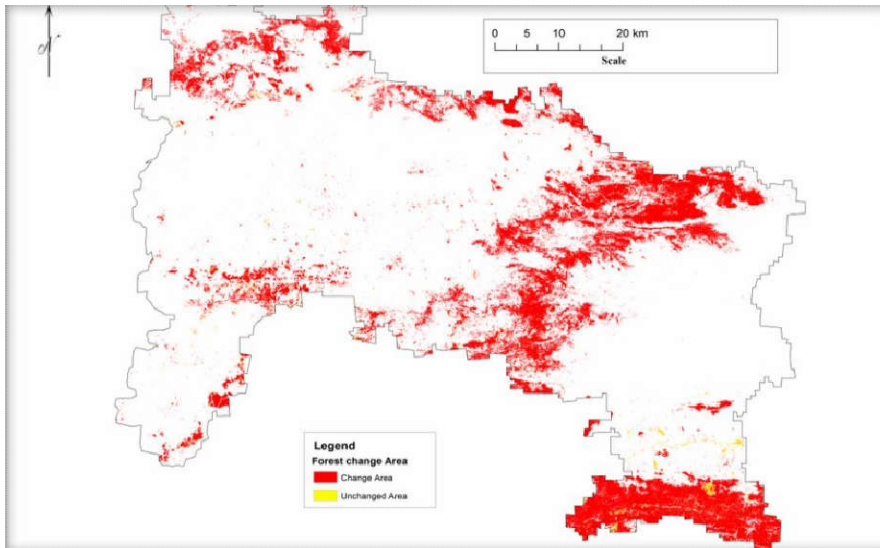 N
0 5 10 20 km
Scale
Legend
Forest change Area
Change Area
Unchanged Area